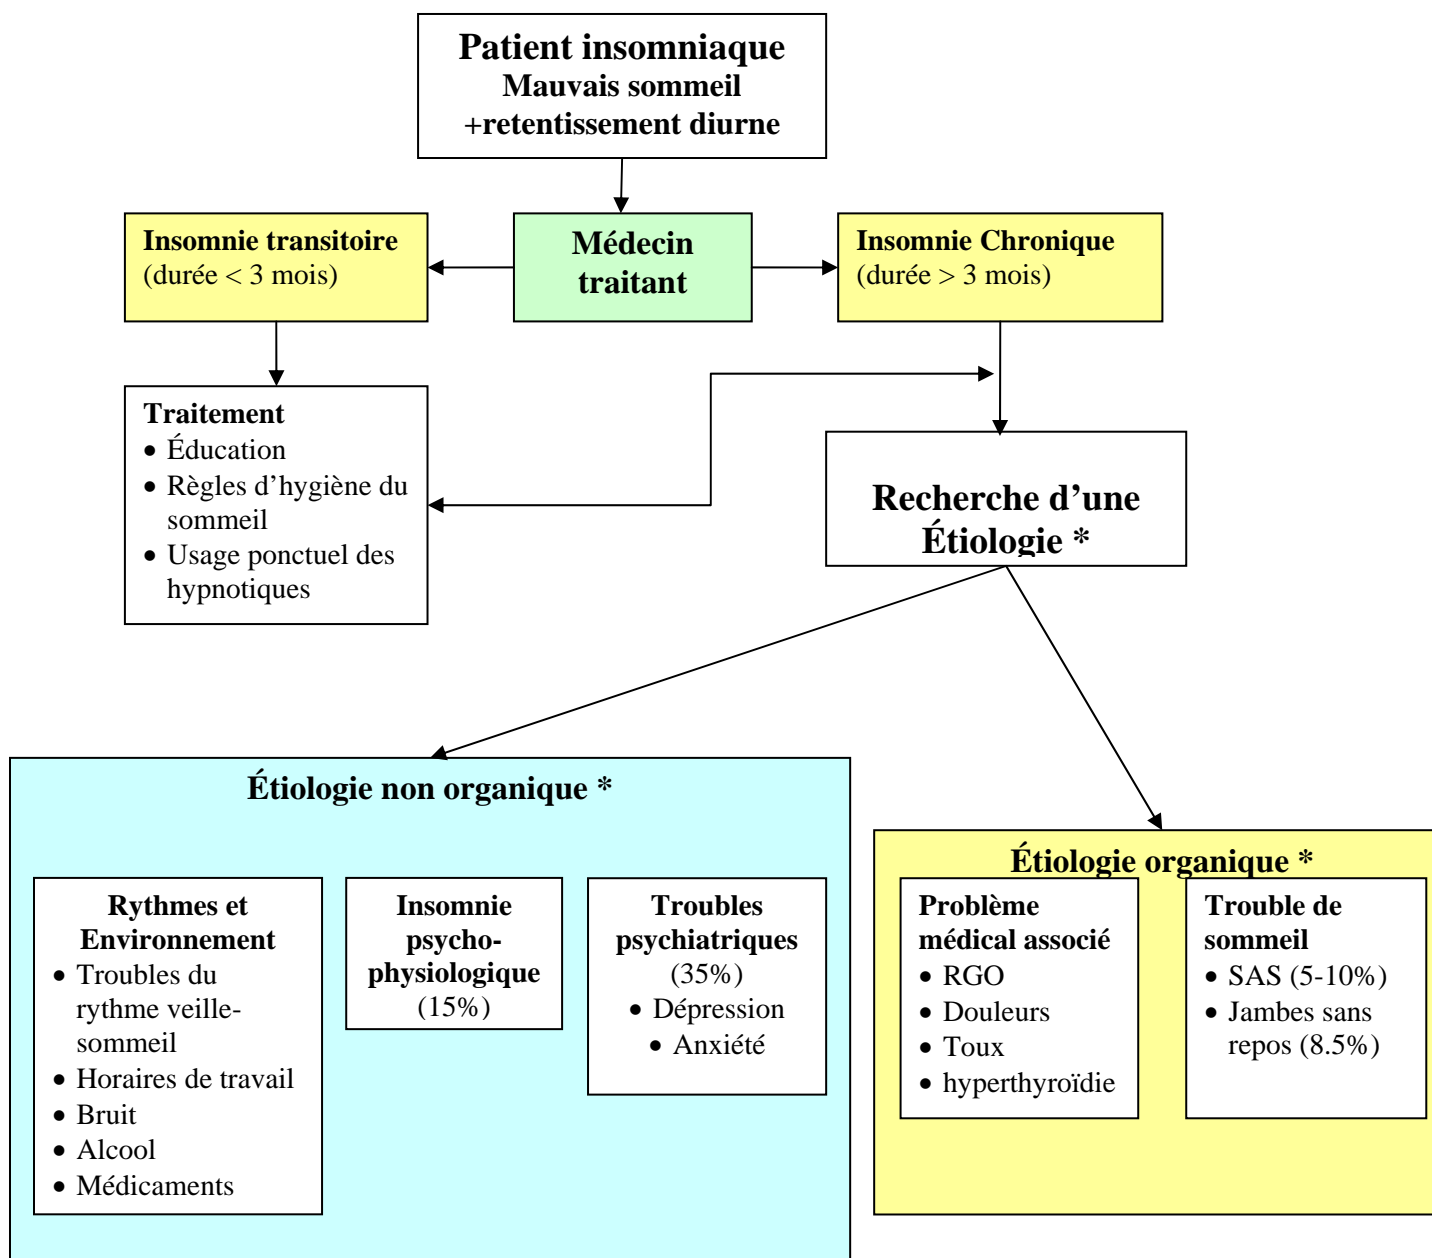 Patient insomniaque
Mauvais sommeil
+retentissement diurne
Insomnie transitoire
(durée < 3 mois)
Médecin
traitant
Insomnie Chronique
(durée > 3 mois)
Traitement
• Éducation
• Règles d’hygiène du
sommeil
• Usage ponctuel des
hypnotiques
Recherche d’une
Étiologie *
Étiologie non organique *
Rythmes et
Environnement
• Troubles du
rythme veille-
sommeil
• Horaires de travail
• Bruit
• Alcool
• Médicaments
Insomnie
psycho-
physiologique
(15%)
Troubles
psychiatriques
(35%)
• Dépression
• Anxiété
Étiologie organique *
Problème
médical associé
• RGO
• Douleurs
• Toux
• hyperthyroïdie
Trouble de
sommeil
• SAS (5-10%)
• Jambes sans
repos (8.5%)